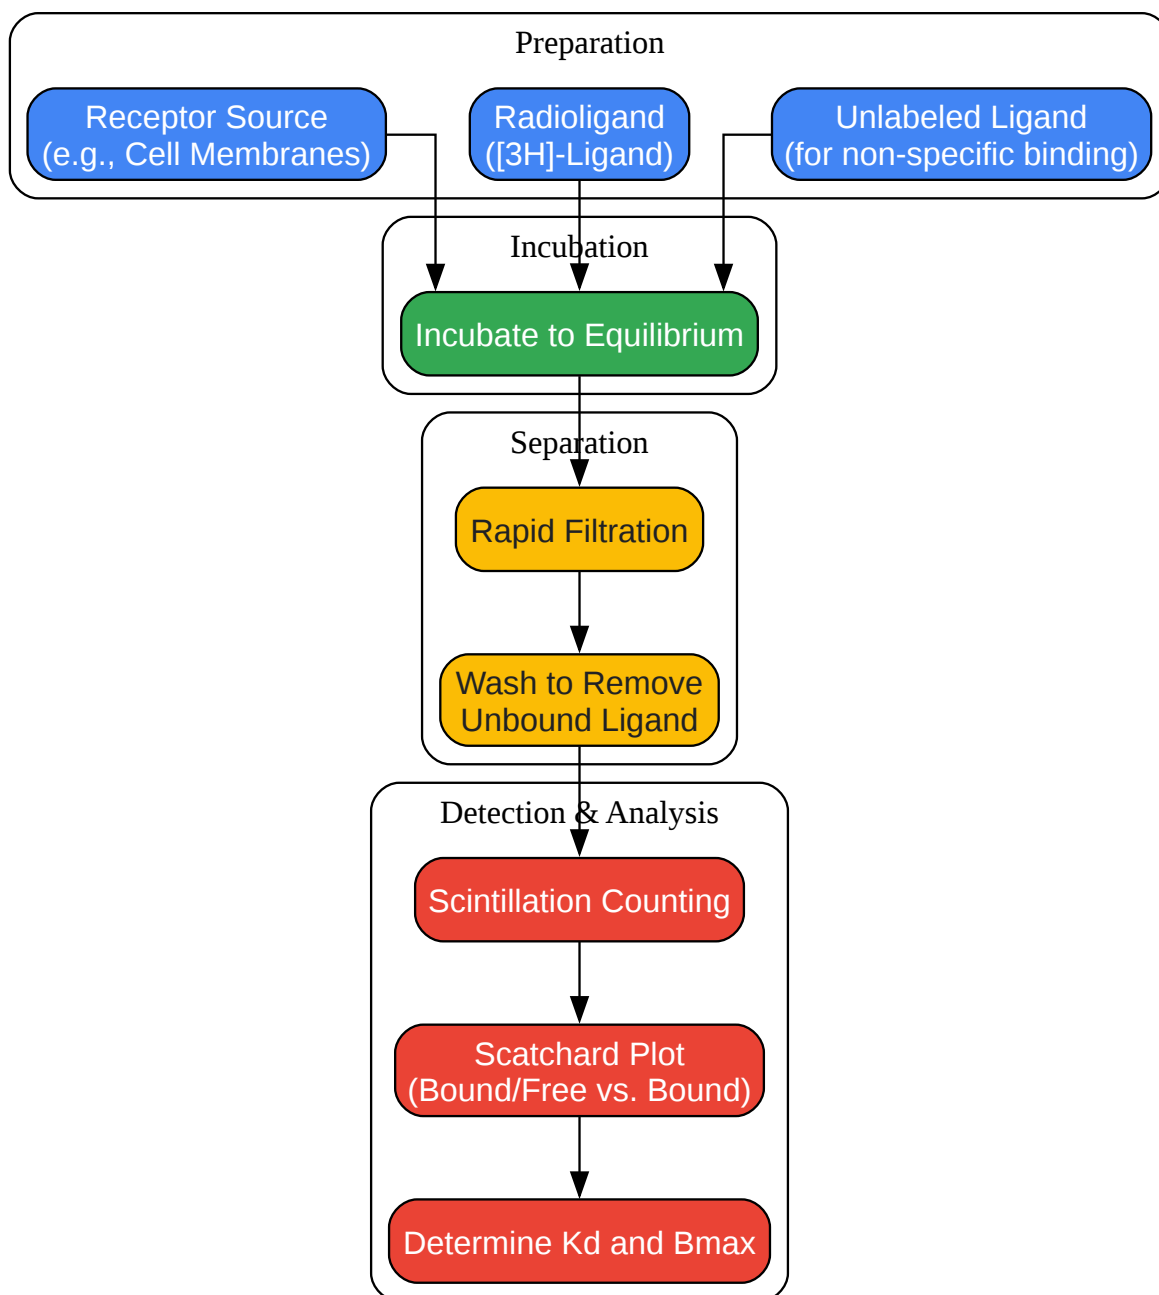 Preparation
Receptor Source
(e.g., Cell Membranes)
Radioligand
([3H]-Ligand)
Unlabeled Ligand
(for non-specific binding)
Incubation
Incubate to Equilibrium
Separation
Rapid Filtration
Wash to Remove
Unbound Ligand
Detection & Analysis
Scintillation Counting
Scatchard Plot
(Bound/Free vs. Bound)
Determine Kd and Bmax